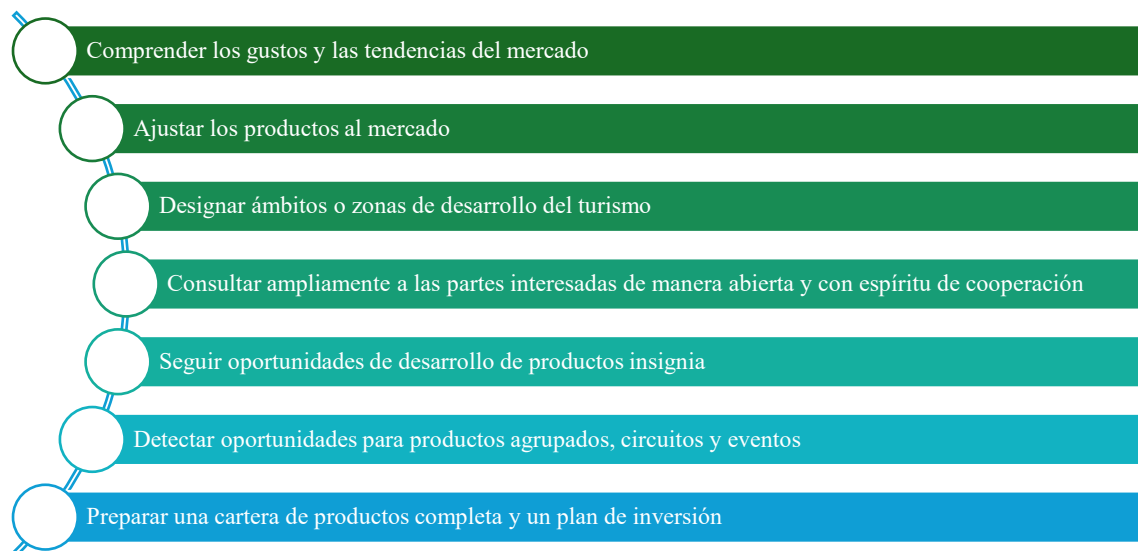 Comprender los gustos y las tendencias del mercado
Ajustar los productos al mercado
Designar ámbitos o zonas de desarrollo del turismo
Consultar ampliamente a las partes interesadas de manera abierta y con espíritu de cooperación
Seguir oportunidades de desarrollo de productos insignia
Detectar oportunidades para productos agrupados, circuitos y eventos
Preparar una cartera de productos completa y un plan de inversión